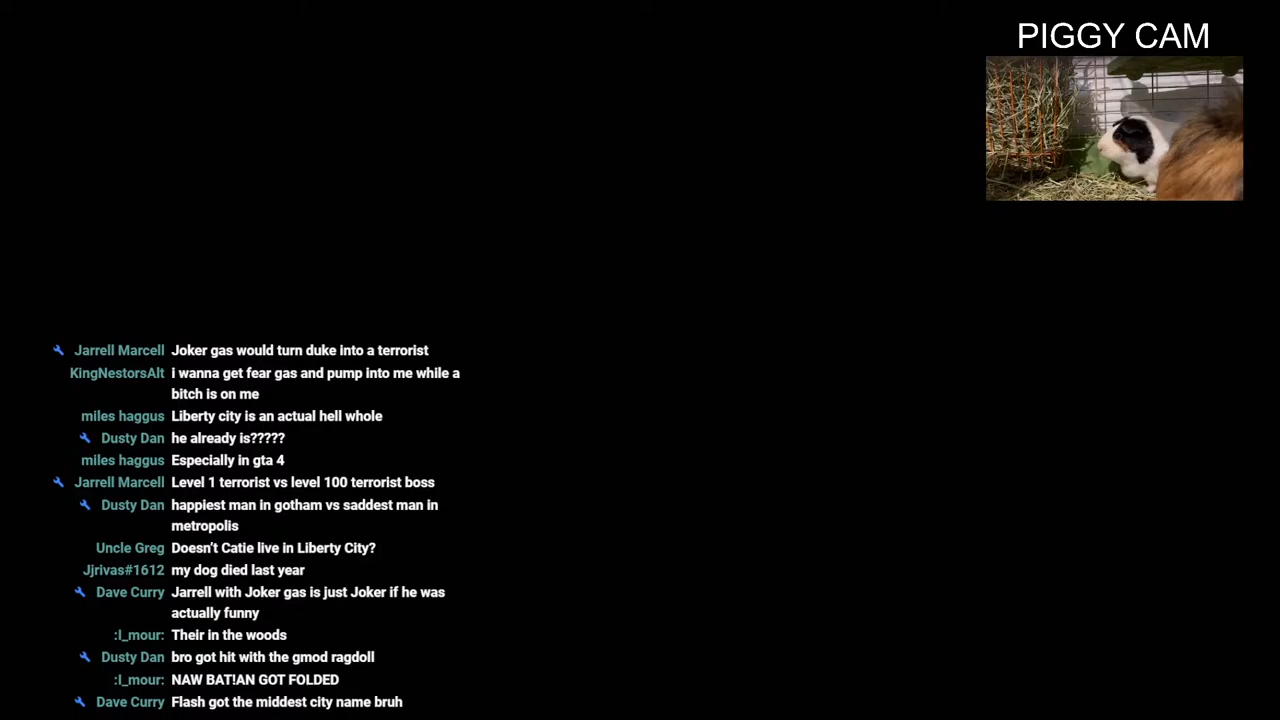 PIGGY CAM
Jarrell Marcell Joker gas would turn duke into a terrorist
KingNestorsAlt i wanna get fear gas and pump into me while a
bitch is on me
miles haggus Liberty city is an actual hell whole
Dusty Dan he already is?????
miles haggus Especially in gta 4
Jarrell Marcell Level 1 terrorist vs level 100 terrorist boss
Dusty Dan happiest man in gotham vs saddest man in
metropolis
Uncle Greg Doesn't Catie live in Liberty City?
Jjrivas#1612 my dog died last year
Dave Curry Jarrell with Joker gas is just Joker if he was
actually funny
:l_mour: Their in the woods
Dusty Dan bro got hit with the gmod ragdoll
:l_mour: NAW BAT!AN GOT FOLDED
Dave Curry Flash got the middest city name bruh